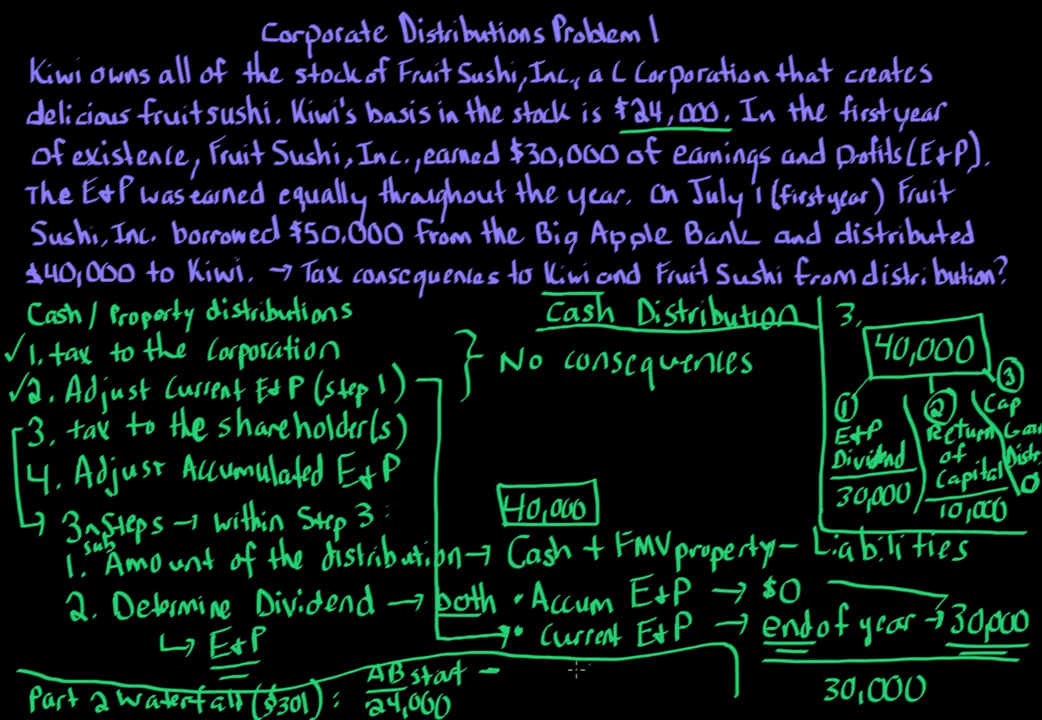 Corporate Distributions Problem 1
Kiwi owns all of the stock of Fruit Sushi, Inc., a C Corporation that creates
delicious fruit sushi. Kiwi's basis in the stock is $24,000. In the first year
of existence, Fruit Sushi, Inc., earned $30,000 of earnings and profits (E&P).
The E&P was earned equally throughout the year. On July 1 (first year) Fruit
Sushi, Inc. borrowed $50,000 from the Big Apple Bank and distributed
$40,000 to Kiwi. → Tax consequences to Kiwi and Fruit Sushi from distribution?
Cash / Property distributions
✓ 1. tax to the Corporation
✓ 2. Adjust Current E&P (step 1)
3. tax to the shareholder(s)
4. Adjust Accumulated E&P
→ 3 sub Steps → within Step 3:
1. Amount of the distribution → Cash + FMV property - Liabilities
2. Determine Dividend → both • Accum E&P → $0
• Current E&P → end of year → 30,000
↳ E&P
30,000
Part 2 Waterfall (§301): AB start -
24,000
Cash Distribution
No consequences
40,000
3.
40,000
① E&P Dividend
30,000
② Return of Capital
10,000
③ Cap Gain Distr
0